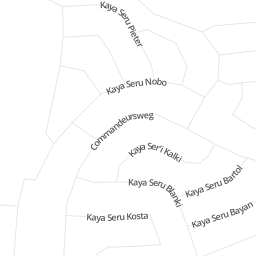 Kaya Seru Pieter
Kaya Seru Nobo
Commandeursweg
Kaya Ser'i Kalki
Kaya Seru Blanki
Kaya Seru Bartol
Kaya Seru Kosta
Kaya Seru Bayan